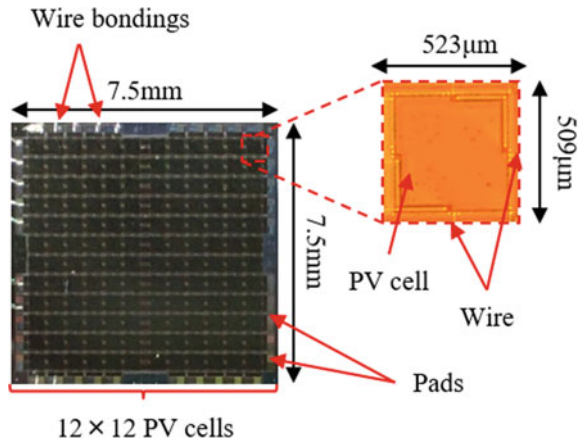 Wire bondings
7.5mm
523μm
509μm
7.5mm
PV cell
Wire
Pads
12 × 12 PV cells